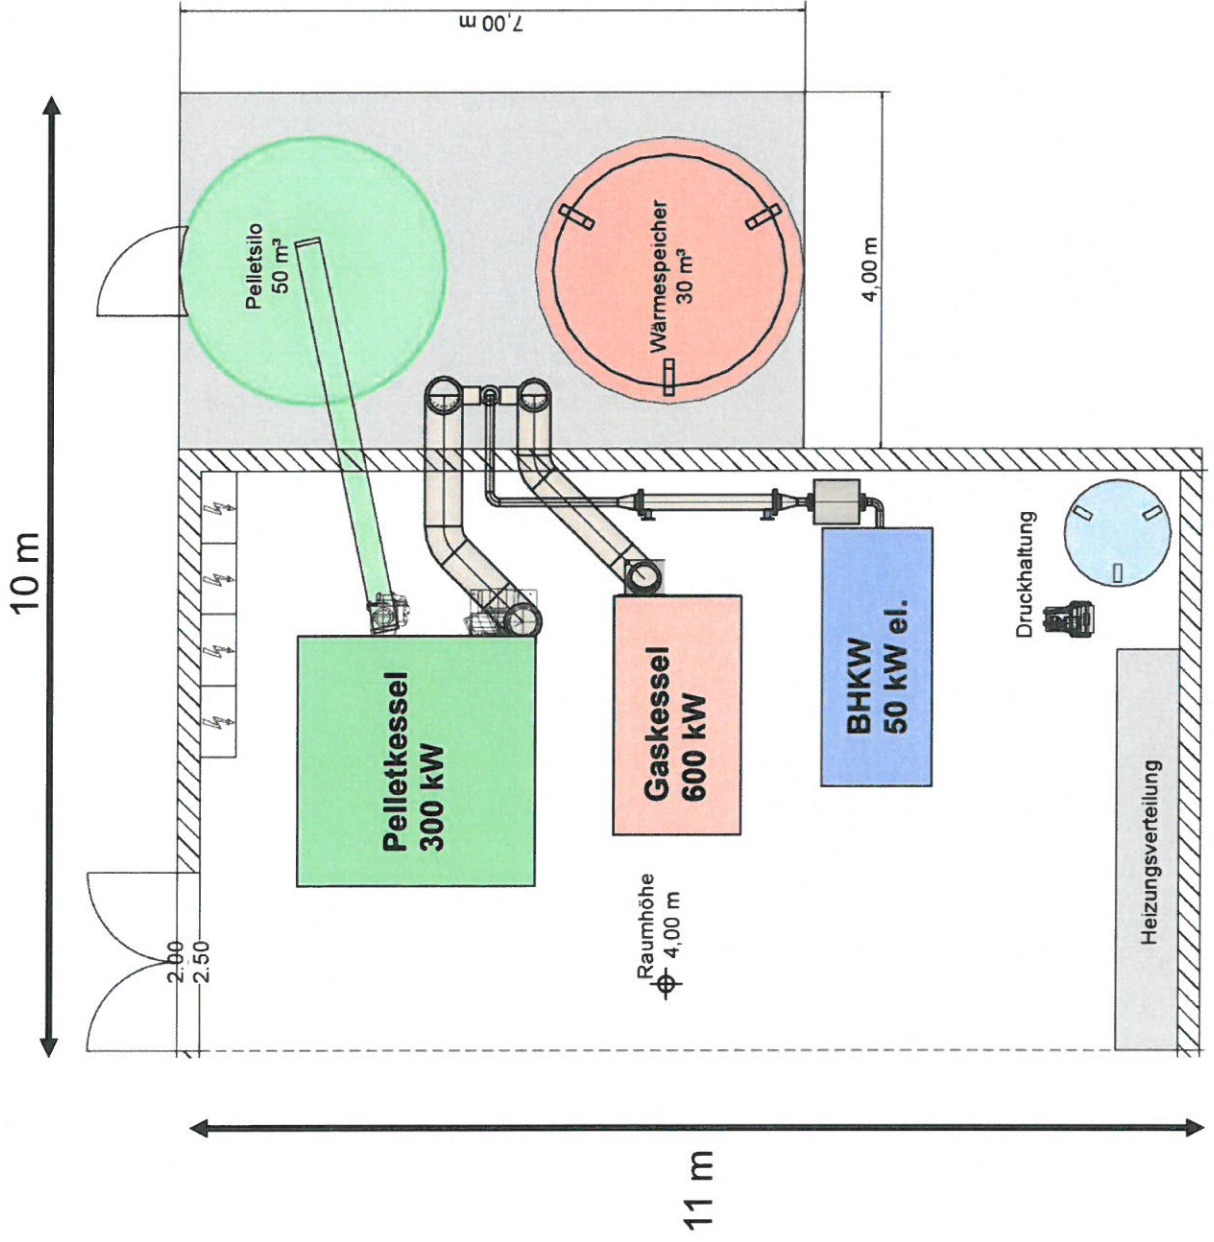 10 m
7,00 m
Pelletsilo
50 m³
Wärmespeicher
30 m³
4,00 m
2.00
2.50
Pelletkessel
300 kW
Gaskessel
600 kW
BHKW
50 kW el.
Druckhaltung
Raumhöhe
4,00 m
Heizungsverteilung
11 m